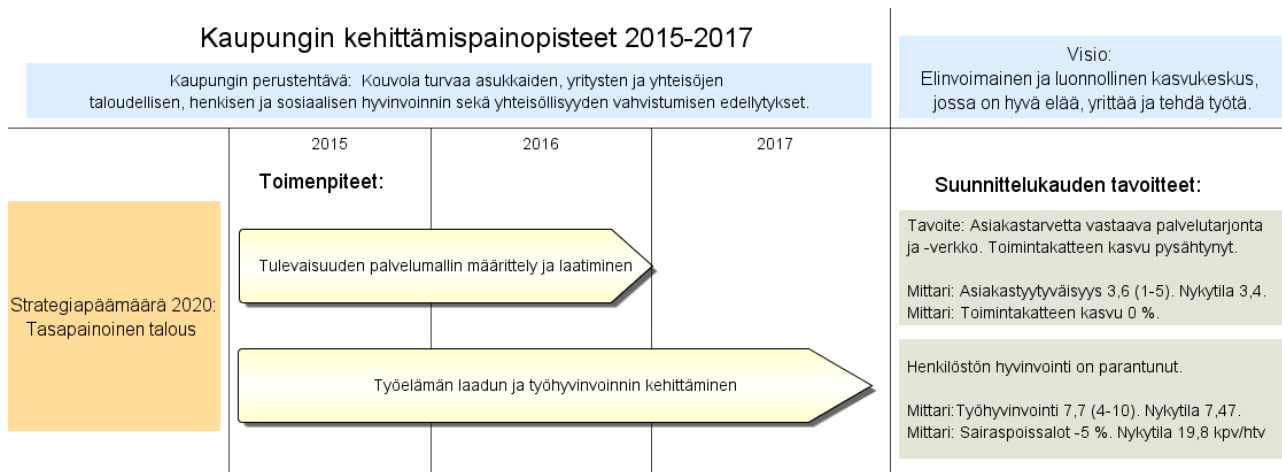 Kaupungin kehittämispainopisteet 2015-2017
Kaupungin perustehtävä: Kouvola turvaa asukkaiden, yritysten ja yhteisöjen
taloudellisen, henkisen ja sosiaalisen hyvinvoinnin sekä yhteisöllisyyden vahvistumisen edellytykset.
Visio:
Elinvoimainen ja luonnollinen kasvukeskus,
jossa on hyvä elää, yrittää ja tehdä työtä.
2015
2016
2017
Toimenpiteet:
Suunnittelukauden tavoitteet:
Strategiapäämäärä 2020:
Tasapainoinen talous
Tulevaisuuden palvelumallin määrittely ja laatiminen
Tavoite: Asiakastarvetta vastaava palvelutarjonta
ja -verkko. Toimintakatteen kasvu pysähtynyt.
Mittari: Asiakastyytyväisyys 3,6 (1-5). Nykytila 3,4.
Mittari: Toimintakatteen kasvu 0 %.
Työelämän laadun ja työhyvinvoinnin kehittäminen
Henkilöstön hyvinvointi on parantunut.
Mittari:Työhyvinvointi 7,7 (4-10). Nykytila 7,47.
Mittari: Sairaspoissalot -5 %. Nykytila 19,8 kpv/htv